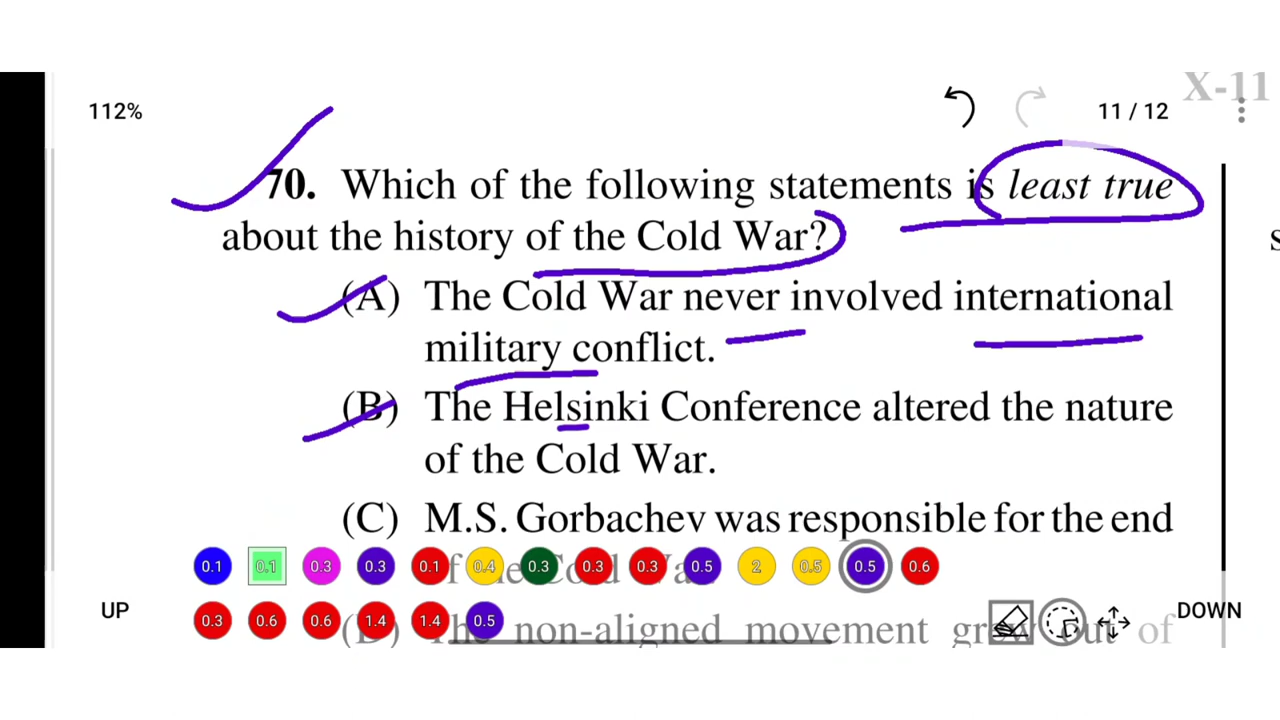 X-11
112%
11 / 12
70. Which of the following statements is least true
about the history of the Cold War?
(A) The Cold War never involved international
military conflict.
(B) The Helsinki Conference altered the nature
of the Cold War.
(C) M.S. Gorbachev was responsible for the end
0.1 0.1 0.3 0.3 0.1 0.4 0.3 0.3 0.3 0.5 2 0.5 0.5 0.6
UP
DOWN
0.3 0.6 0.6 1.4 1.4 0.5
(D) The non-aligned movement grew out of